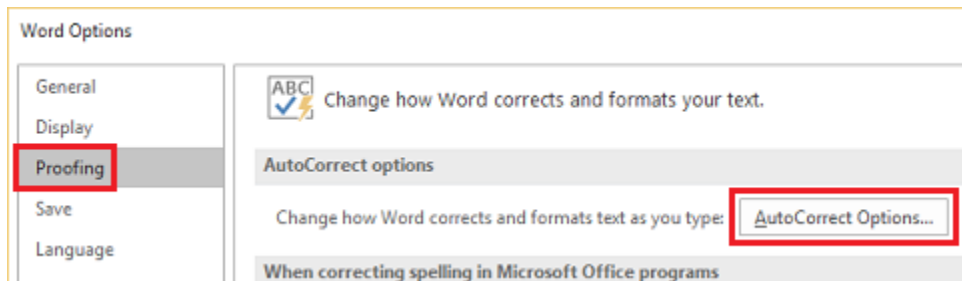 Word Options
General
Display
Proofing
Save
Language
ABC
Change how Word corrects and formats your text.
AutoCorrect options
Change how Word corrects and formats text as you type:
AutoCorrect Options...
When correcting spelling in Microsoft Office programs